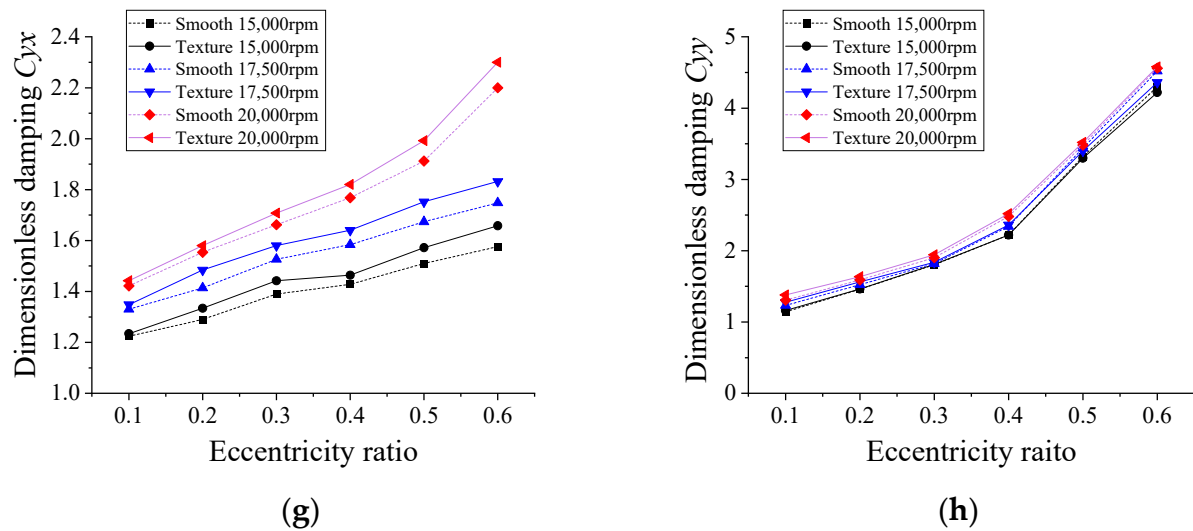 Smooth 15,000rpm
Texture 15,000rpm
Smooth 17,500rpm
Texture 17,500rpm
Smooth 20,000rpm
Texture 20,000rpm
Dimensionless damping Cyx
2.4
2.2
2.0
1.8
1.6
1.4
1.2
1.0
0.1 0.2 0.3 0.4 0.5 0.6
Eccentricity ratio
(g)
Smooth 15,000rpm
Texture 15,000rpm
Smooth 17,500rpm
Texture 17,500rpm
Smooth 20,000rpm
Texture 20,000rpm
Dimensionless damping Cyy
5
4
3
2
1
0
0.1 0.2 0.3 0.4 0.5 0.6
Eccentricity raito
(h)